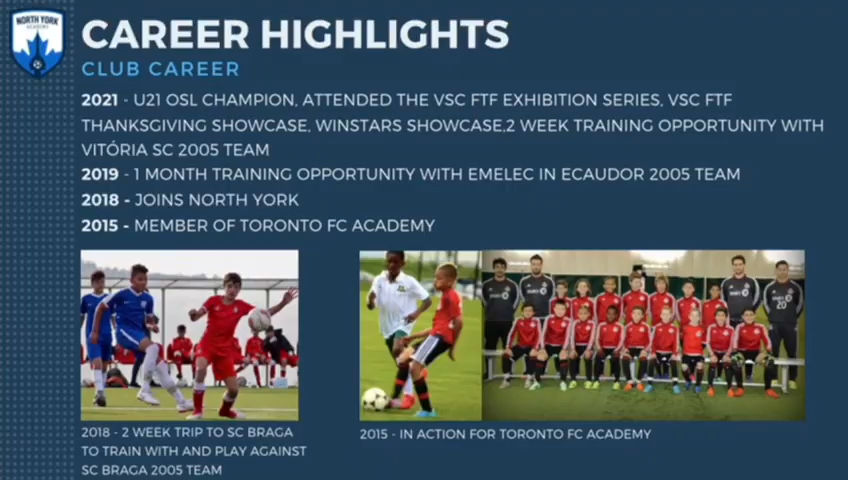 NORTH YORK
ACADEMY
CAREER HIGHLIGHTS
CLUB CAREER
2021 - U21 OSL CHAMPION, ATTENDED THE VSC FTF EXHIBITION SERIES, VSC FTF
THANKSGIVING SHOWCASE, WINSTARS SHOWCASE,2 WEEK TRAINING OPPORTUNITY WITH
VITÓRIA SC 2005 TEAM
2019 - 1 MONTH TRAINING OPPORTUNITY WITH EMELEC IN ECAUDOR 2005 TEAM
2018 - JOINS NORTH YORK
2015 - MEMBER OF TORONTO FC ACADEMY
20
2018 - 2 WEEK TRIP TO SC BRAGA
TO TRAIN WITH AND PLAY AGAINST
SC BRAGA 2005 TEAM
2015 - IN ACTION FOR TORONTO FC ACADEMY